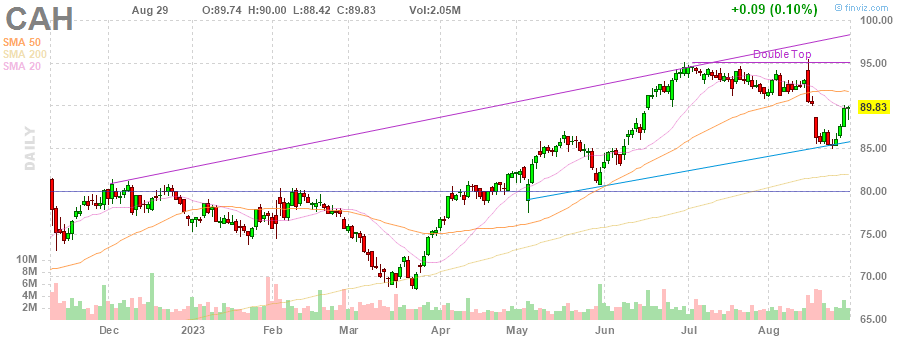 CAH
Aug 29 O:89.74 H:90.00 L:88.42 C:89.83 Vol:2.05M +0.09 (0.10%)
© finviz.com
SMA 50
SMA 200
SMA 20
DAILY
Double Top
100.00
95.00
90.00
89.83
85.00
80.00
75.00
70.00
65.00
10M
8M
6M
4M
2M
Dec 2023 Feb Mar Apr May Jun Jul Aug